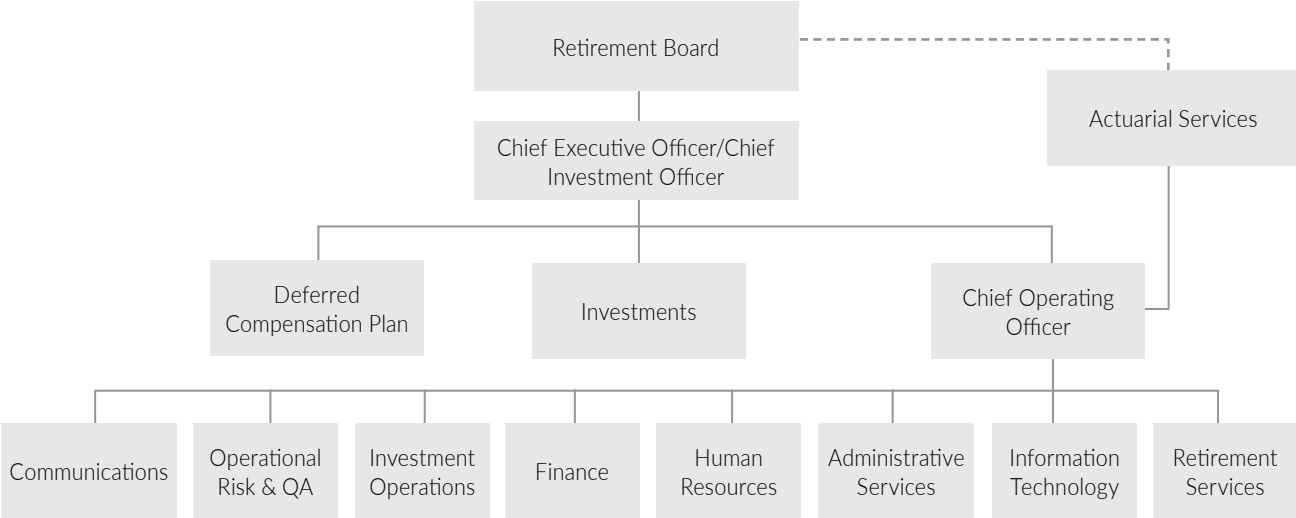 Retirement Board
Actuarial Services
Chief Executive Officer/Chief
Investment Officer
Deferred
Compensation Plan
Investments
Chief Operating
Officer
Communications
Operational
Risk & QA
Investment
Operations
Finance
Human
Resources
Administrative
Services
Information
Technology
Retirement
Services